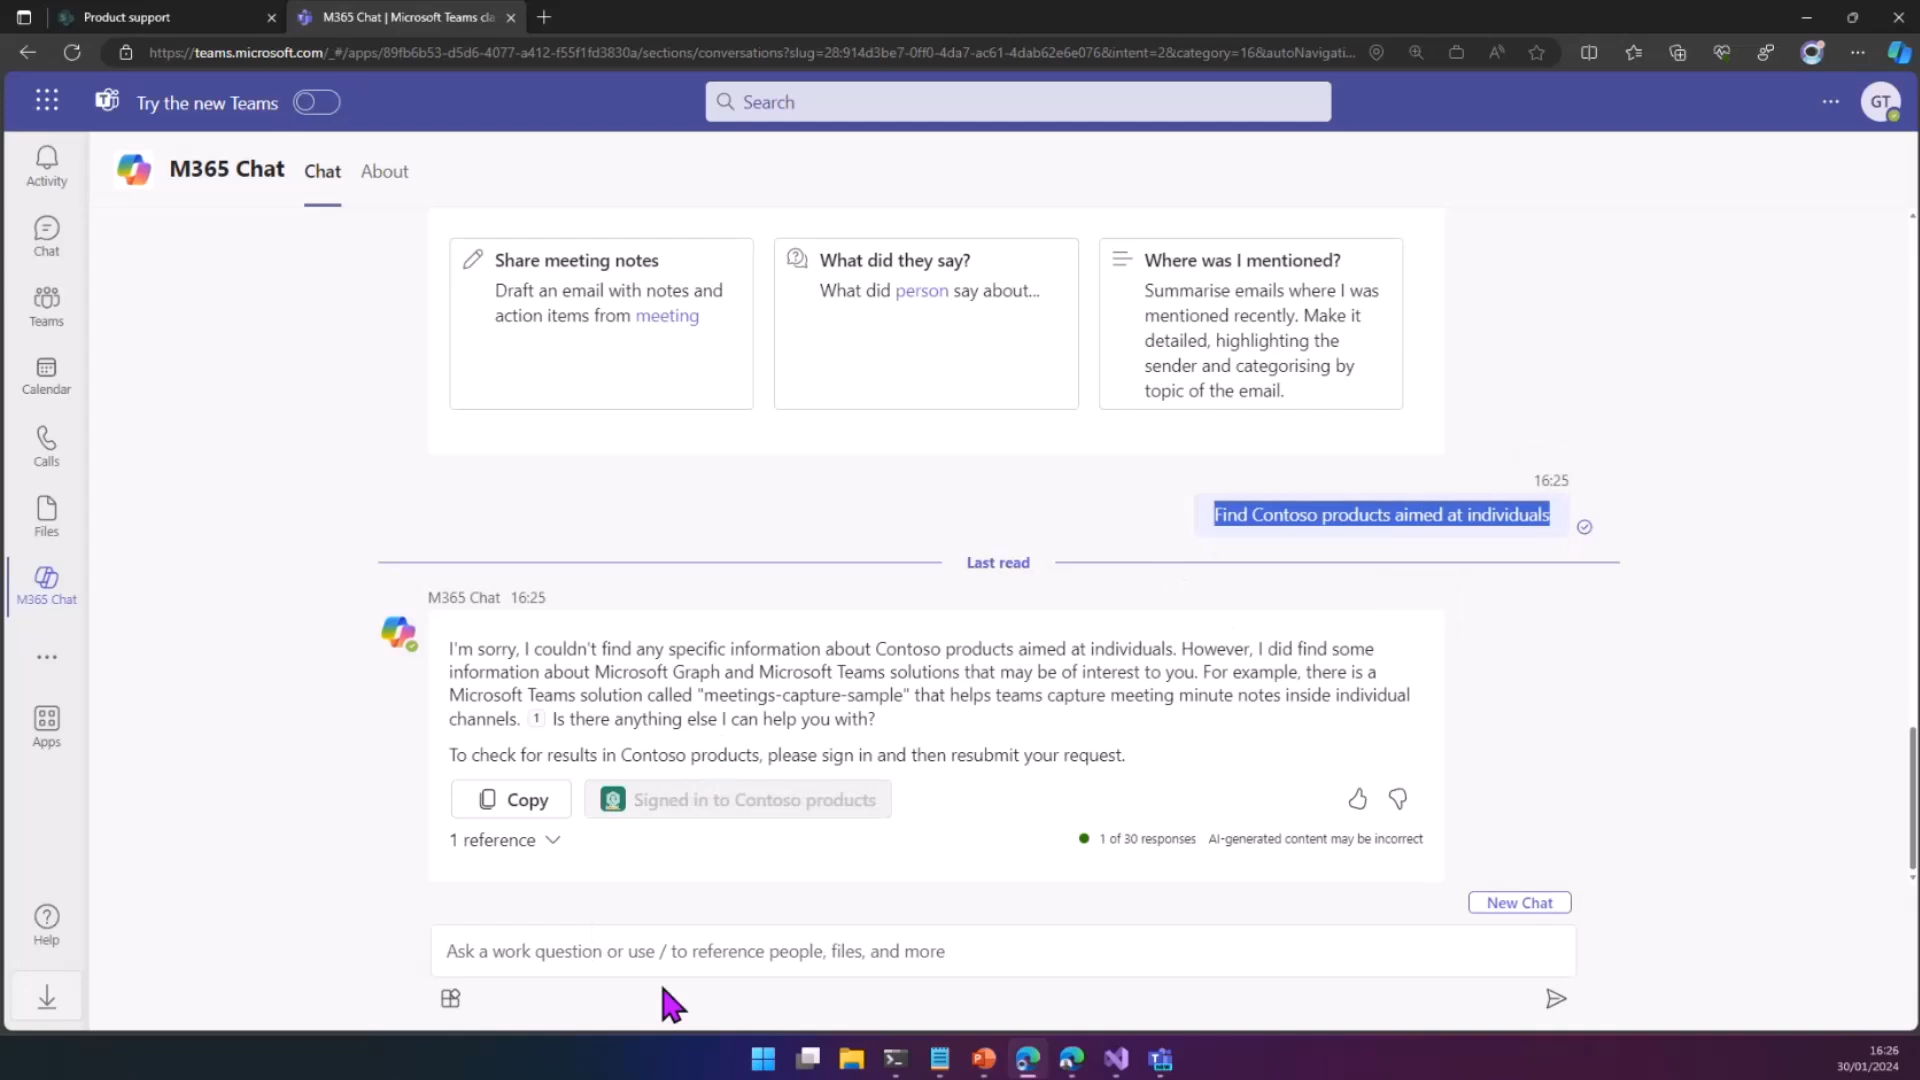 Product support
M365 Chat | Microsoft Teams cla
https://teams.microsoft.com/_#/apps/89fb6b53-d5d6-4077-a412-f55f1fd3830a/sections/conversations?slug=28:914d3be7-0ff0-4da7-ac61-4dab62e6e076&intent=2&category=16&autoNavigati...
Try the new Teams
Search
GT
M365 Chat
Chat
About
Activity
Chat
Teams
Calendar
Calls
Files
M365 Chat
Apps
Help
Share meeting notes
Draft an email with notes and
action items from meeting
What did they say?
What did person say about...
Where was I mentioned?
Summarise emails where I was
mentioned recently. Make it
detailed, highlighting the
sender and categorising by
topic of the email.
16:25
Find Contoso products aimed at individuals
Last read
M365 Chat 16:25
I'm sorry, I couldn't find any specific information about Contoso products aimed at individuals. However, I did find some
information about Microsoft Graph and Microsoft Teams solutions that may be of interest to you. For example, there is a
Microsoft Teams solution called "meetings-capture-sample" that helps teams capture meeting minute notes inside individual
channels. 1 Is there anything else I can help you with?
To check for results in Contoso products, please sign in and then resubmit your request.
Copy
Signed in to Contoso products
1 reference
1 of 30 responses
AI-generated content may be incorrect
New Chat
Ask a work question or use / to reference people, files, and more
16:26
30/01/2024